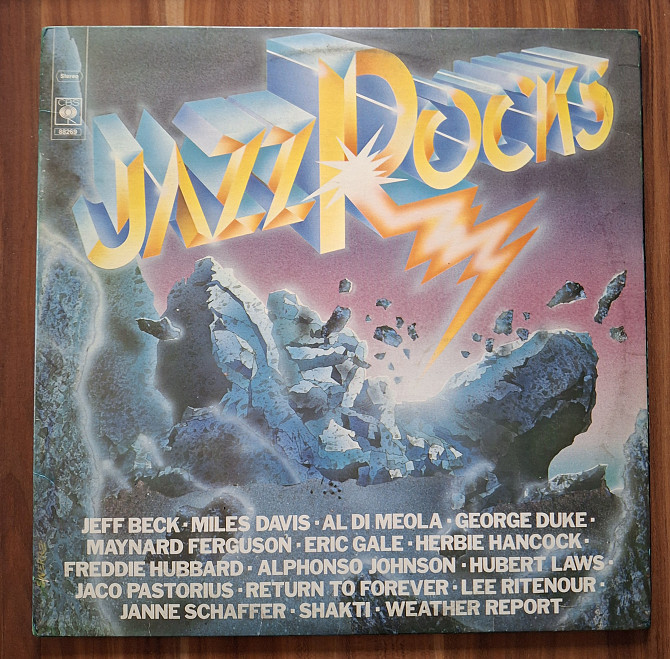 Stereo
CBS
88269
JAZZ ROCKS
JEFF BECK · MILES DAVIS · AL DI MEOLA · GEORGE DUKE ·
MAYNARD FERGUSON · ERIC GALE · HERBIE HANCOCK ·
FREDDIE HUBBARD · ALPHONSO JOHNSON · HUBERT LAWS ·
JACO PASTORIUS · RETURN TO FOREVER · LEE RITENOUR ·
JANNE SCHAFFER · SHAKTI · WEATHER REPORT